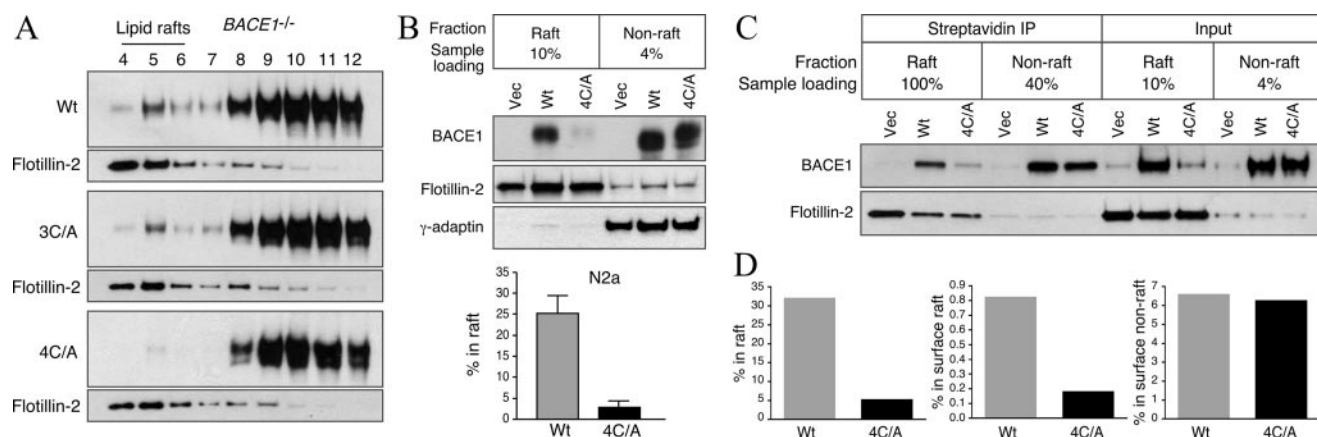 A
Lipid rafts BACE1-/-
4 5 6 7 8 9 10 11 12
Wt
Flotillin-2
3C/A
Flotillin-2
4C/A
Flotillin-2
B
Fraction Raft Non-raft
Sample loading 10% 4%
Vec Wt 4C/A Vec Wt 4C/A
BACE1
Flotillin-2
γ-adaptin
N2a
% in raft
35
30
25
20
15
10
5
0
Wt 4C/A
C
Streptavidin IP Input
Fraction Raft Non-raft Raft Non-raft
Sample loading 100% 40% 10% 4%
Vec Wt 4C/A Vec Wt 4C/A Vec Wt 4C/A Vec Wt 4C/A
BACE1
Flotillin-2
D
% in raft
35
30
25
20
15
10
5
0
Wt 4C/A
% in surface raft
0.9
0.8
0.7
0.6
0.5
0.4
0.3
0.2
0.1
0.0
Wt 4C/A
% in surface non-raft
7
6
5
4
3
2
1
0
Wt 4C/A